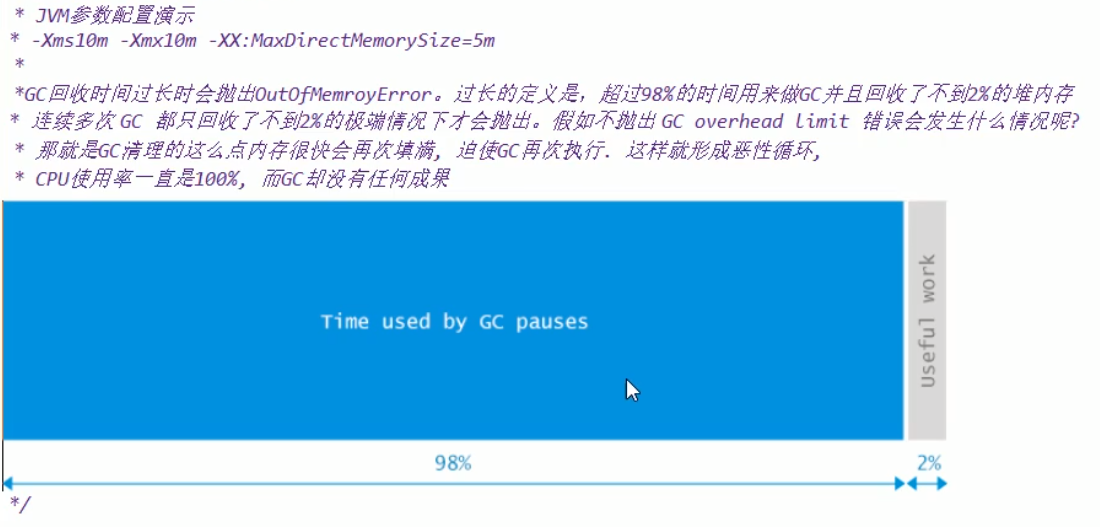 * JVM参数配置演示
* -Xms10m -Xmx10m -XX:MaxDirectMemorySize=5m
*
*GC回收时间过长时会抛出OutOfMemroyError。过长的定义是，超过98%的时间用来做GC并且回收了不到2%的堆内存
* 连续多次 GC 都只回收了不到2%的极端情况下才会抛出。假如不抛出 GC overhead limit 错误会发生什么情况呢?
* 那就是GC清理的这么点内存很快会再次填满, 迫使GC再次执行. 这样就形成恶性循环,
* CPU使用率一直是100%, 而GC却没有任何成果
Time used by GC pauses
Useful work
98%
2%
*/